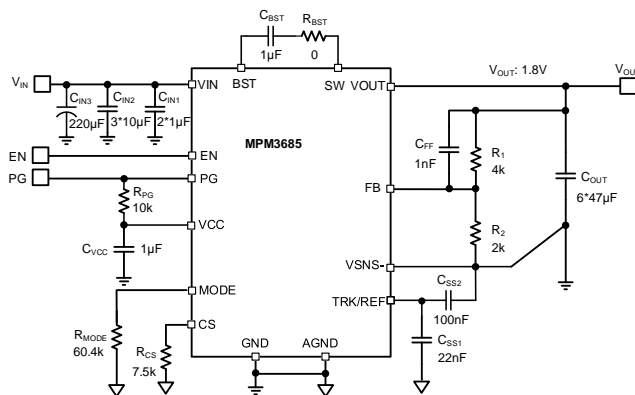 CBST
1µF
RBST
0
VIN
CIN3
220µF
CIN2
3*10µF
CIN1
2*1µF
VIN
BST
SW
VOUT
VOUT: 1.8V
VOU
MPM3685
EN
EN
PG
PG
RPG
10k
CFF
1nF
R1
4k
FB
COUT
6*47µF
VCC
CVCC
1µF
R2
2k
VSNS-
MODE
RMODE
60.4k
CS
RCS
7.5k
TRK/REF
CSS2
100nF
CSS1
22nF
GND
AGND